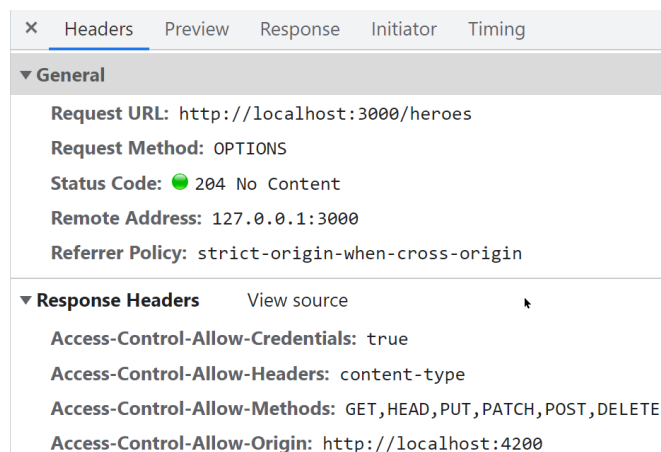 × Headers Preview Response Initiator Timing
▼ General
Request URL: http://localhost:3000/heroes
Request Method: OPTIONS
Status Code: 204 No Content
Remote Address: 127.0.0.1:3000
Referrer Policy: strict-origin-when-cross-origin
▼ Response Headers View source
Access-Control-Allow-Credentials: true
Access-Control-Allow-Headers: content-type
Access-Control-Allow-Methods: GET,HEAD,PUT,PATCH,POST,DELETE
Access-Control-Allow-Origin: http://localhost:4200